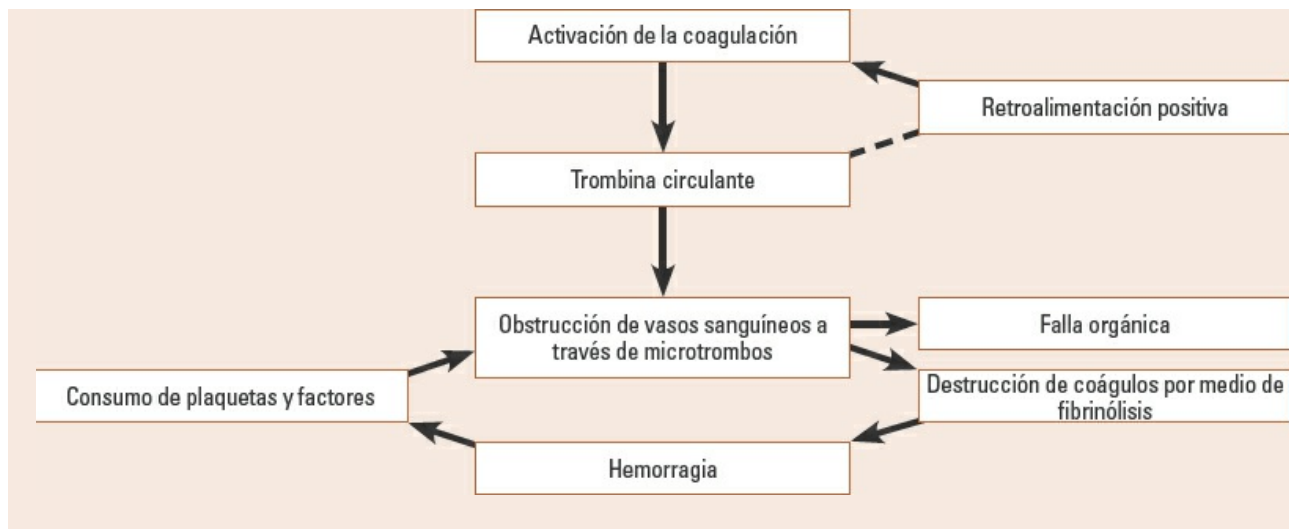 Activación de la coagulación
Retroalimentación positiva
Trombina circulante
Obstrucción de vasos sanguíneos a
través de microtrombos
Falla orgánica
Consumo de plaquetas y factores
Destrucción de coágulos por medio de
fibrinólisis
Hemorragia